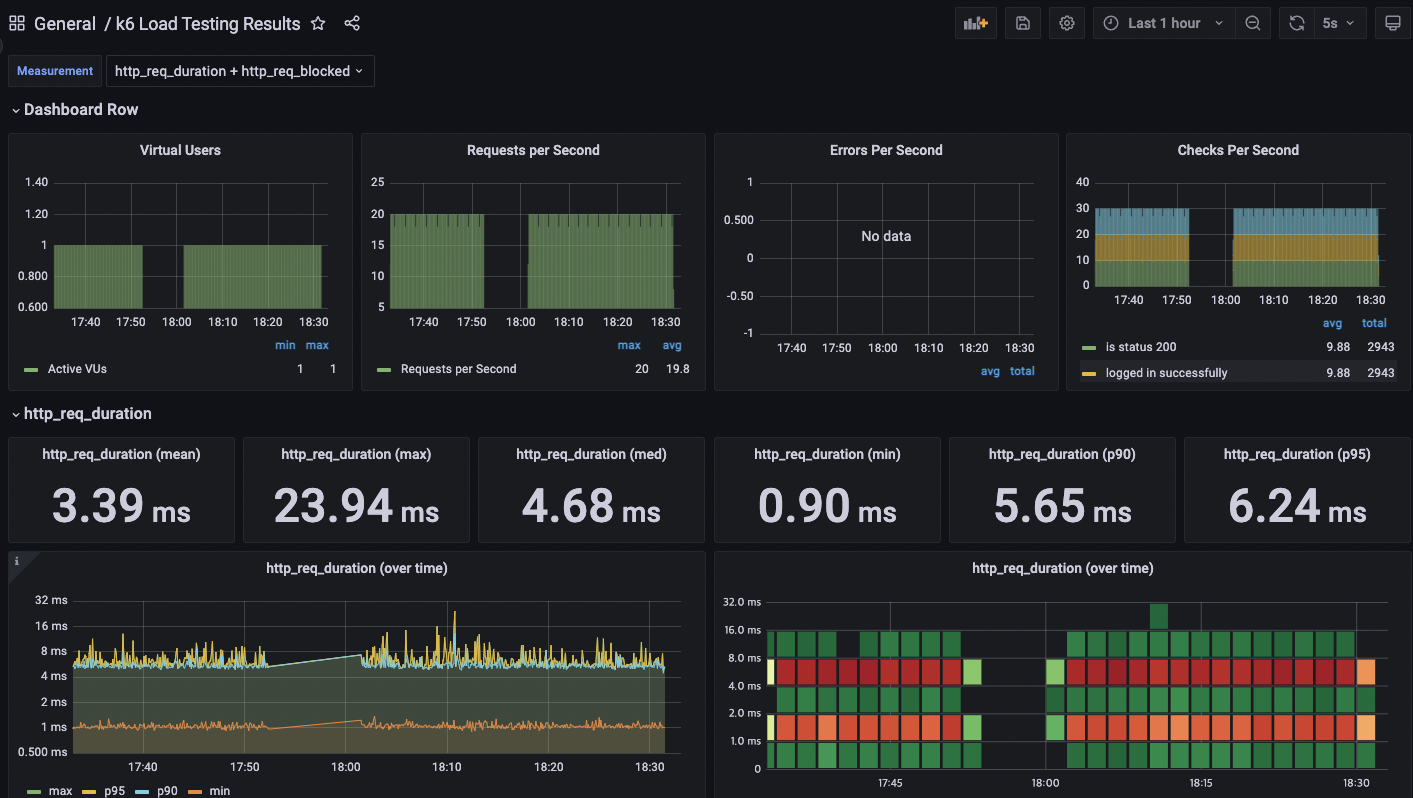 General / k6 Load Testing Results
Last 1 hour
5s
Measurement
http_req_duration + http_req_blocked
Dashboard Row
Virtual Users
1.40
1.20
1
0.800
0.600
17:40 17:50 18:00 18:10 18:20 18:30
min max
Active VUs 1 1
Requests per Second
25
20
15
10
5
17:40 17:50 18:00 18:10 18:20 18:30
max avg
Requests per Second 20 19.8
Errors Per Second
1
0.500
0
-0.50
-1
No data
17:40 17:50 18:00 18:10 18:20 18:30
avg total
Checks Per Second
40
30
20
10
0
17:40 17:50 18:00 18:10 18:20 18:30
avg total
is status 200 9.88 2943
logged in successfully 9.88 2943
http_req_duration
http_req_duration (mean)
3.39 ms
http_req_duration (max)
23.94 ms
http_req_duration (med)
4.68 ms
http_req_duration (min)
0.90 ms
http_req_duration (p90)
5.65 ms
http_req_duration (p95)
6.24 ms
i
http_req_duration (over time)
32 ms
16 ms
8 ms
4 ms
2 ms
1 ms
0.500 ms
17:40 17:50 18:00 18:10 18:20 18:30
max p95 p90 min
http_req_duration (over time)
32.0 ms
16.0 ms
8.0 ms
4.0 ms
2.0 ms
1.0 ms
0
17:45 18:00 18:15 18:30